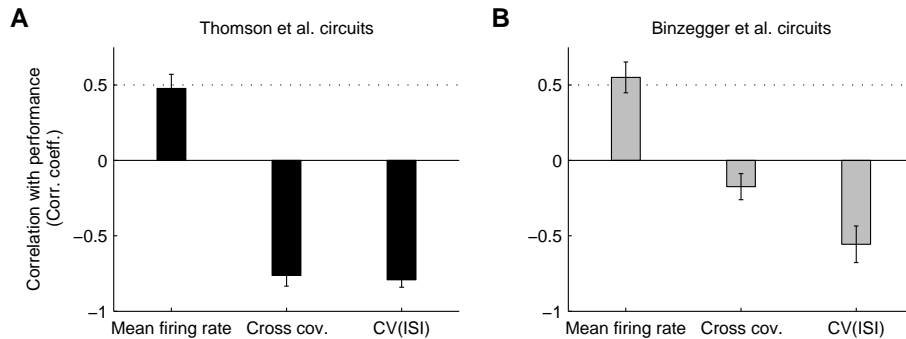 A
Thomson et al. circuits
Correlation with performance
(Corr. coeff.)
0.5
0
−0.5
−1
Mean firing rate
Cross cov.
CV(ISI)
B
Binzegger et al. circuits
0.5
0
−0.5
−1
Mean firing rate
Cross cov.
CV(ISI)